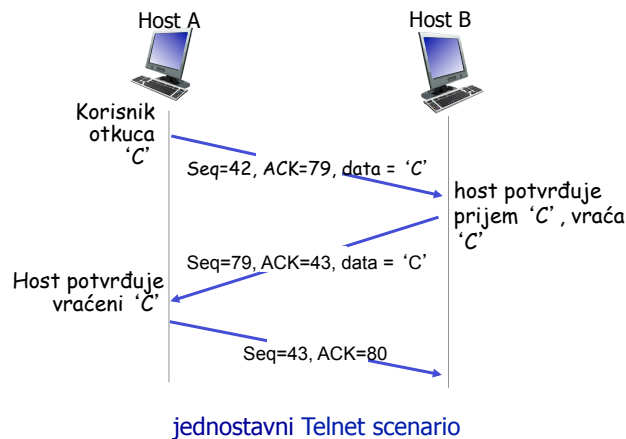 Host A
Host B
Korisnik
otkuca
‘C’
Seq=42, ACK=79, data = ‘C’
host potvrđuje
prijem ‘C’ , vraća
‘C’
Seq=79, ACK=43, data = ‘C’
Host potvrđuje
vraćeni ‘C’
Seq=43, ACK=80
jednostavni Telnet scenario